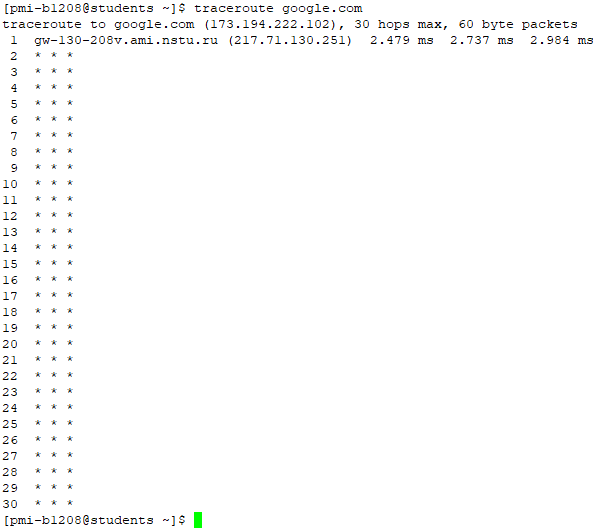 [pmi-b1208@students ~]$ traceroute google.com
traceroute to google.com (173.194.222.102), 30 hops max, 60 byte packets
 1  gw-130-208v.ami.nstu.ru (217.71.130.251)  2.479 ms  2.737 ms  2.984 ms
 2  * * *
 3  * * *
 4  * * *
 5  * * *
 6  * * *
 7  * * *
 8  * * *
 9  * * *
10  * * *
11  * * *
12  * * *
13  * * *
14  * * *
15  * * *
16  * * *
17  * * *
18  * * *
19  * * *
20  * * *
21  * * *
22  * * *
23  * * *
24  * * *
25  * * *
26  * * *
27  * * *
28  * * *
29  * * *
30  * * *
[pmi-b1208@students ~]$